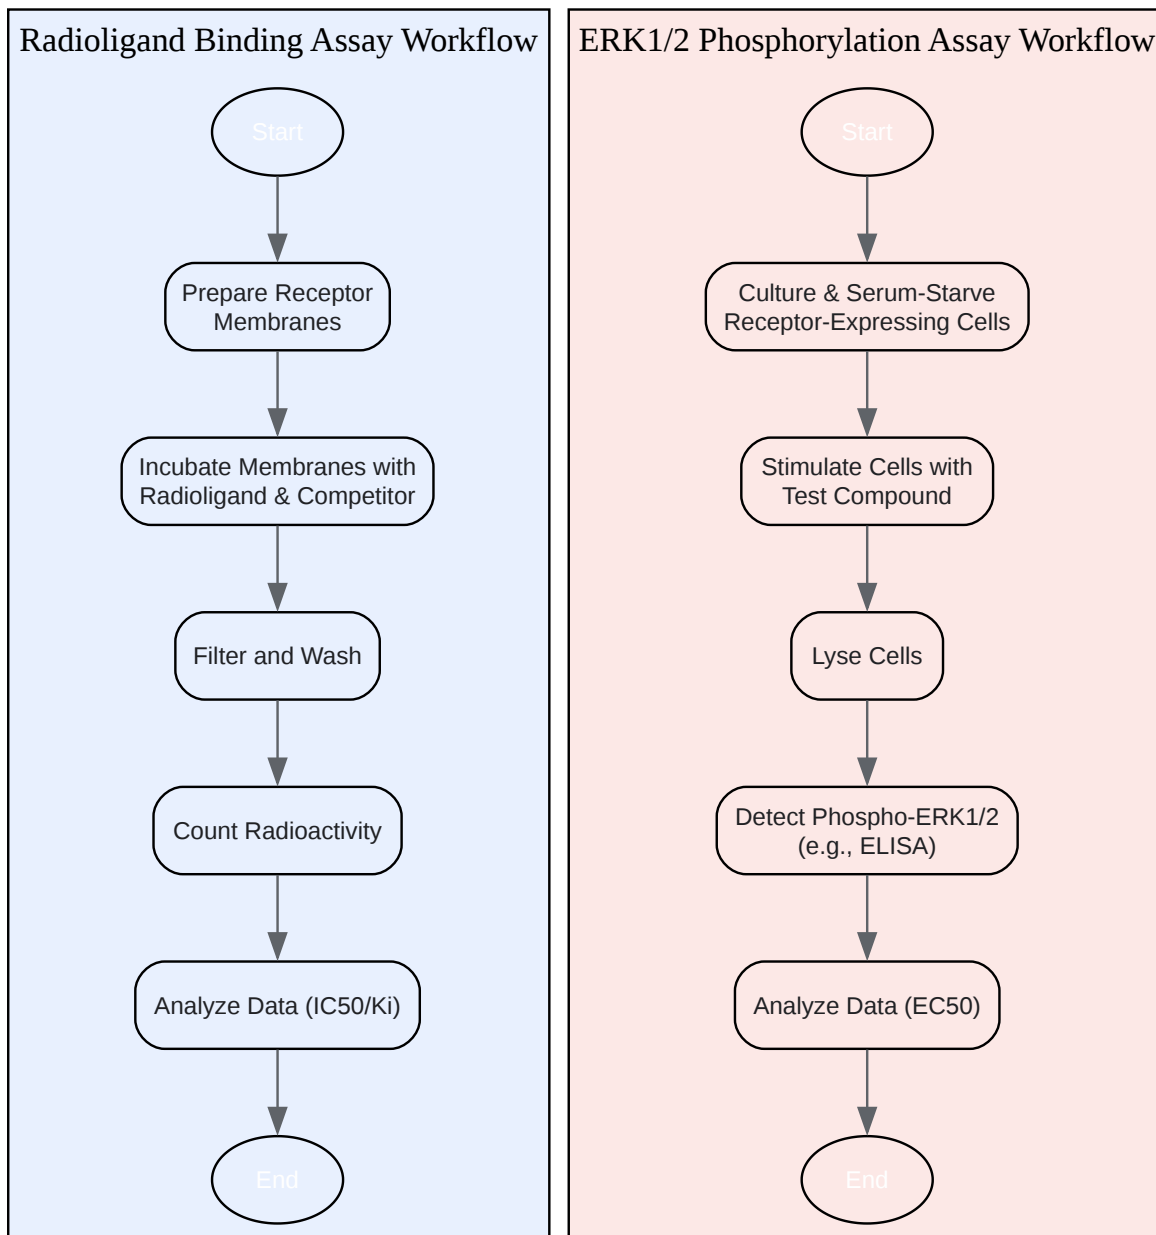 Radioligand Binding Assay Workflow
Start
Prepare Receptor
Membranes
Incubate Membranes with
Radioligand & Competitor
Filter and Wash
Count Radioactivity
Analyze Data (IC50/Ki)
End
ERK1/2 Phosphorylation Assay Workflow
Start
Culture & Serum-Starve
Receptor-Expressing Cells
Stimulate Cells with
Test Compound
Lyse Cells
Detect Phospho-ERK1/2
(e.g., ELISA)
Analyze Data (EC50)
End